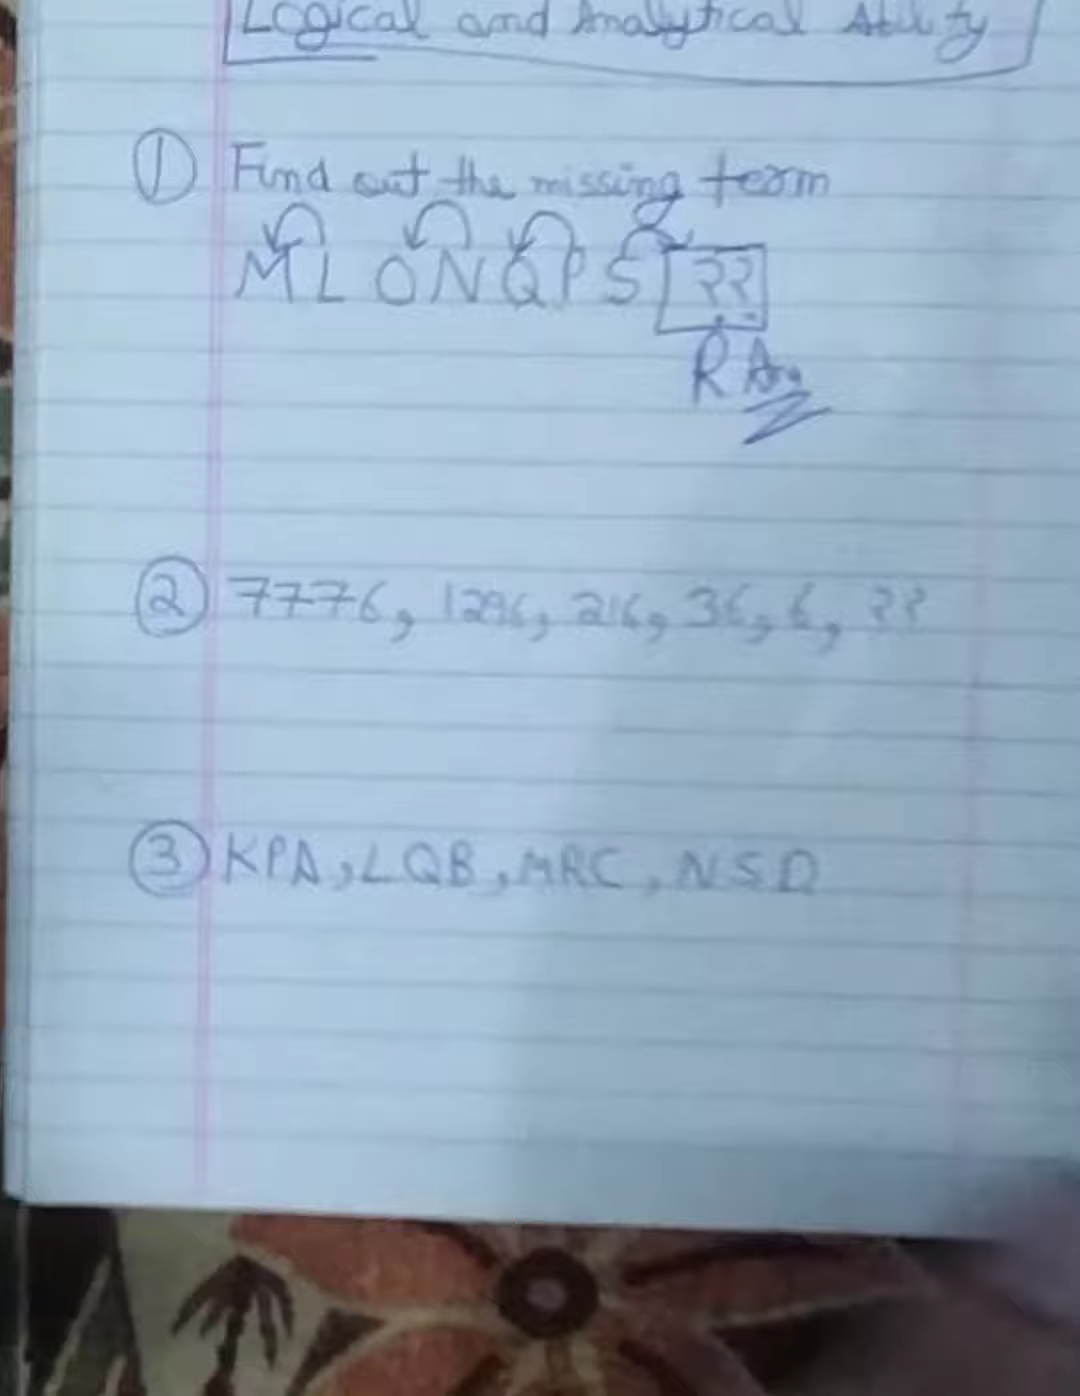 Logical and Analytical Ability
① Find out the missing term
M L O N Q P S ??
R Ans
② 7776, 1296, 216, 36, 6, ??
③ KPA, LQB, MRC, NSD